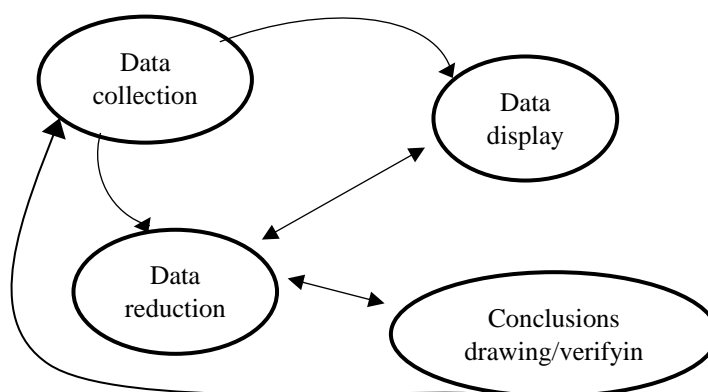 Data
collection
Data
display
Data
reduction
Conclusions
drawing/verifyin